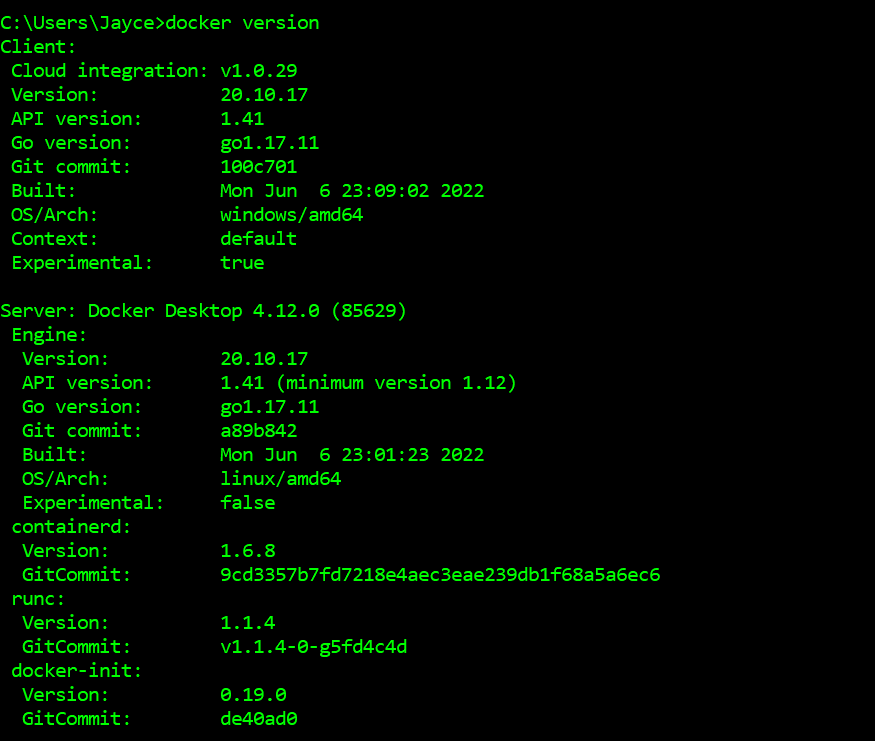 C:\Users\Jayce>docker version
Client:
 Cloud integration: v1.0.29
 Version:           20.10.17
 API version:       1.41
 Go version:        go1.17.11
 Git commit:        100c701
 Built:             Mon Jun  6 23:09:02 2022
 OS/Arch:           windows/amd64
 Context:           default
 Experimental:      true

Server: Docker Desktop 4.12.0 (85629)
 Engine:
  Version:          20.10.17
  API version:      1.41 (minimum version 1.12)
  Go version:       go1.17.11
  Git commit:       a89b842
  Built:            Mon Jun  6 23:01:23 2022
  OS/Arch:          linux/amd64
  Experimental:     false
 containerd:
  Version:          1.6.8
  GitCommit:        9cd3357b7fd7218e4aec3eae239db1f68a5a6ec6
 runc:
  Version:          1.1.4
  GitCommit:        v1.1.4-0-g5fd4c4d
 docker-init:
  Version:          0.19.0
  GitCommit:        de40ad0